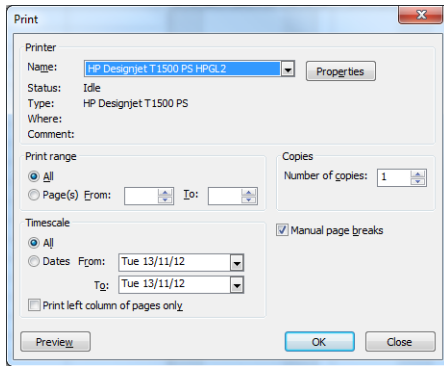 Print
Printer
Name: HP Designjet T1500 PS HPGL2 Properties
Status: Idle
Type: HP Designjet T1500 PS
Where:
Comment:
Print range
All
Page(s) From: To:
Copies
Number of copies: 1
Timescale
All
Dates From: Tue 13/11/12
To: Tue 13/11/12
Print left column of pages only
Manual page breaks
Preview OK Close